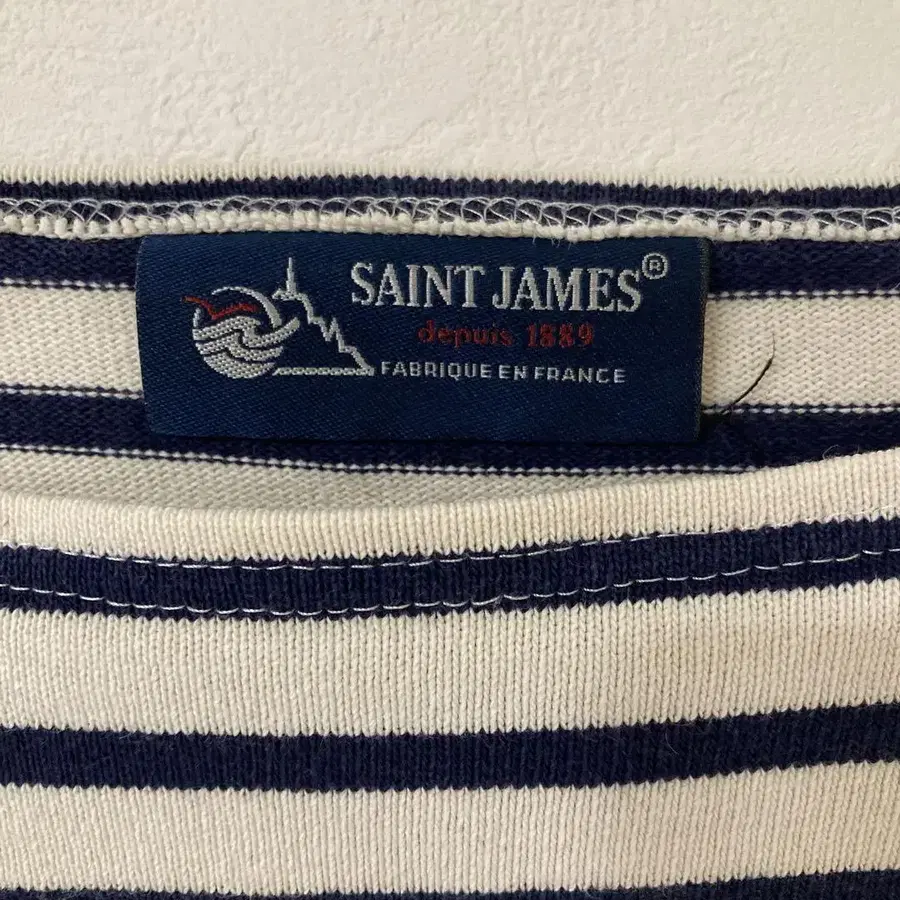 SAINT JAMES®
depuis 1889
FABRIQUE EN FRANCE